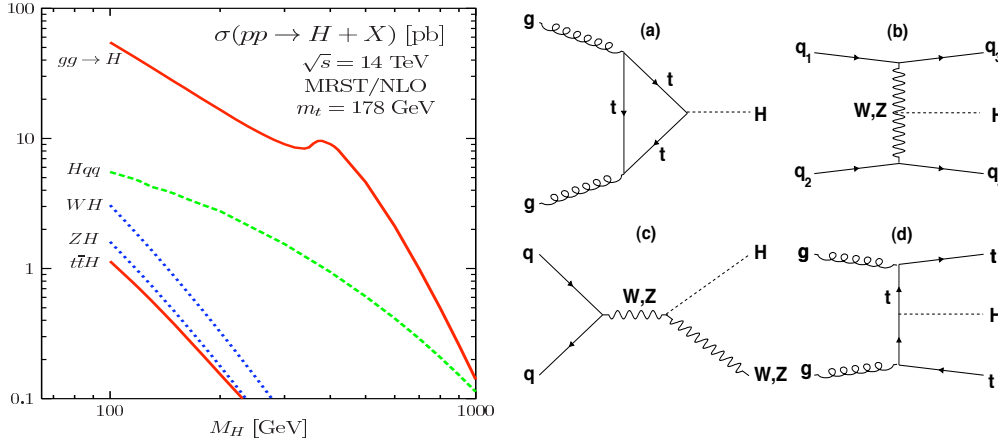 σ(pp → H + X) [pb]
√s = 14 TeV
MRST/NLO
m_t = 178 GeV
gg → H
Hqq
WH
ZH
tt̄H
100
10
1
0.1
100
1000
M_H [GeV]
(a)
g
t
t
t
H
g
(b)
q1
q3
W,Z
H
q2
q
(c)
q
H
W,Z
q
W,Z
(d)
g
t
t
H
g
t